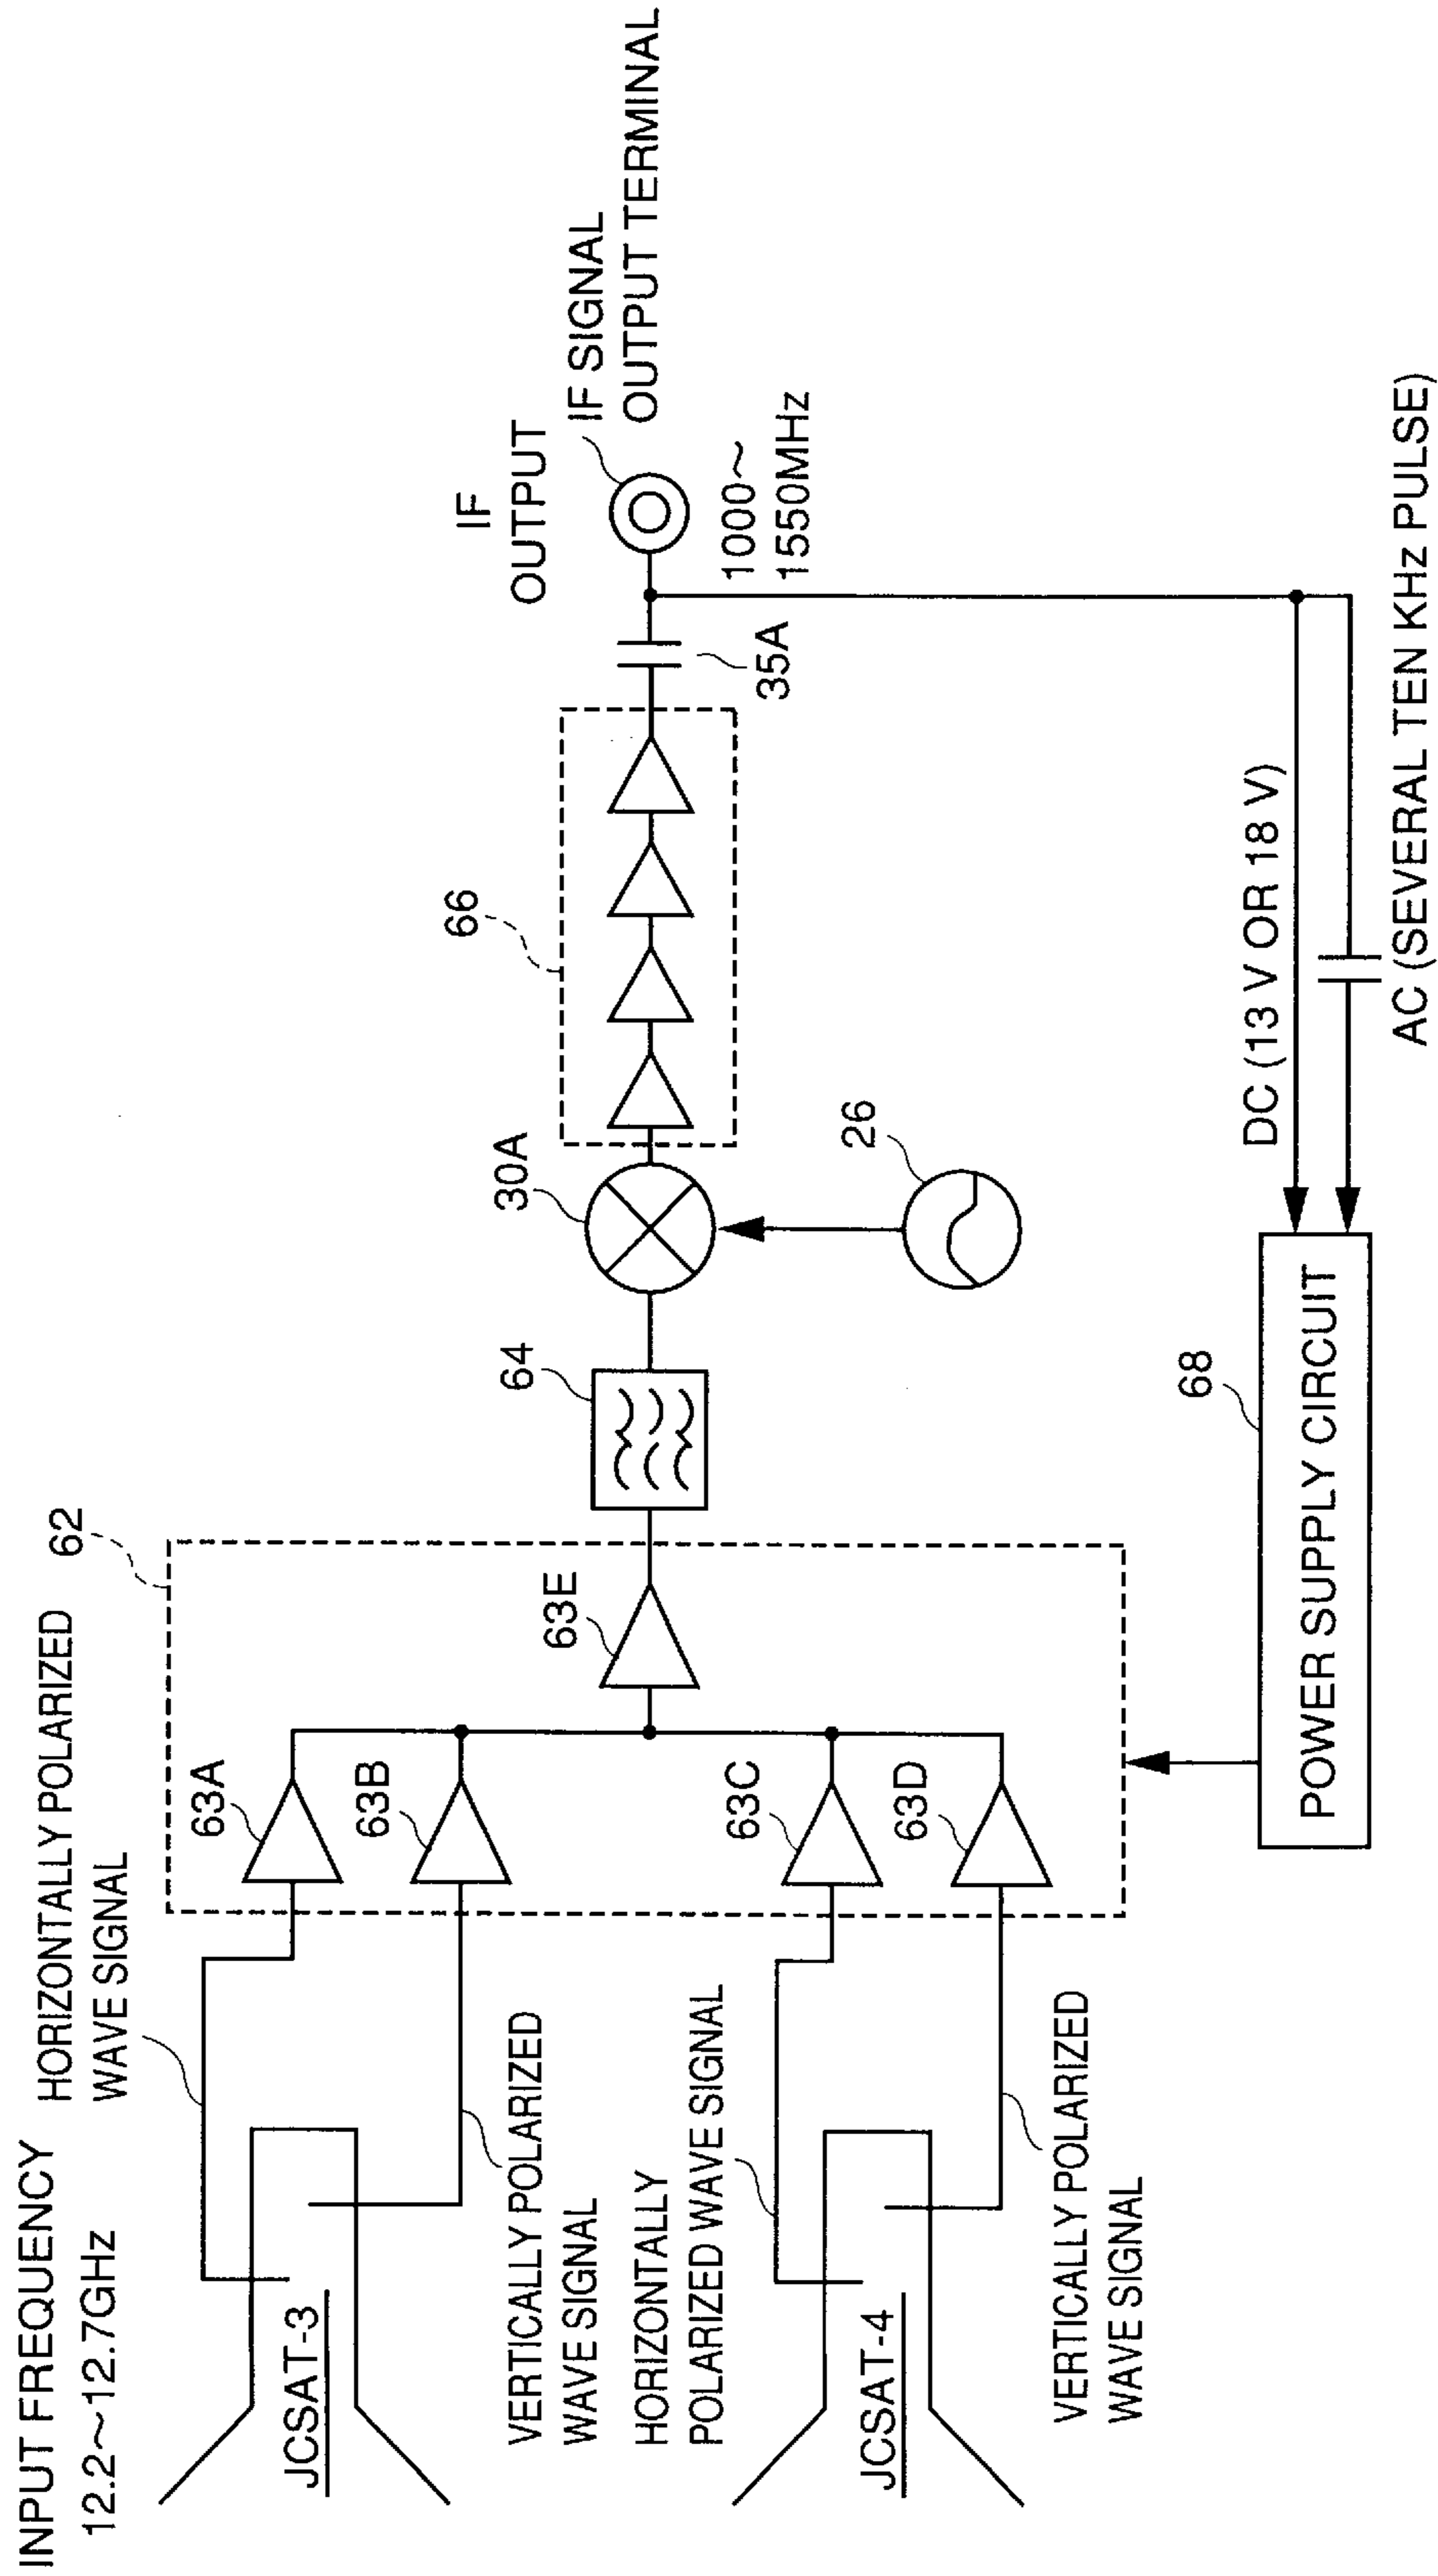 INPUT FREQUENCY
12.2~12.7GHz
HORIZONTALLY POLARIZED
WAVE SIGNAL
62
63A
63B
63E
63C
63D
JCSAT-3
VERTICALLY POLARIZED
WAVE SIGNAL
HORIZONTALLY
POLARIZED WAVE SIGNAL
JCSAT-4
VERTICALLY POLARIZED
WAVE SIGNAL
64
30A
26
66
35A
IF
OUTPUT
IF SIGNAL
OUTPUT TERMINAL
1000~
1550MHz
DC (13 V OR 18 V)
AC (SEVERAL TEN KHz PULSE)
68
POWER SUPPLY CIRCUIT